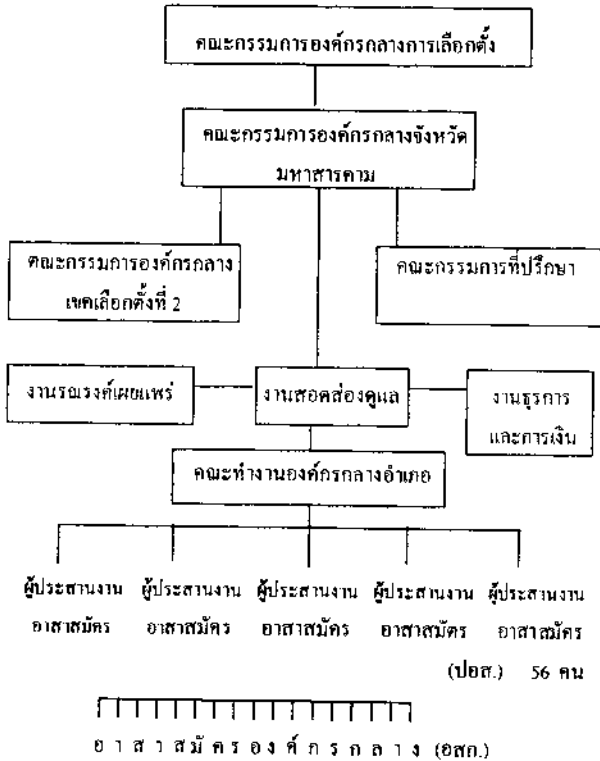 คณะกรรมการองค์กรกลางการเลือกตั้ง
คณะกรรมการองค์กรกลางจังหวัด
มหาสารคาม
คณะกรรมการองค์กรกลาง
เขตเลือกตั้งที่ 2
คณะกรรมการที่ปรึกษา
งานรณรงค์เผยแพร่
งานสอดส่องดูแล
งานธุรการ
และการเงิน
คณะทำงานองค์กรกลางอำเภอ
ผู้ประสานงาน ผู้ประสานงาน ผู้ประสานงาน ผู้ประสานงาน ผู้ประสานงาน
อาสาสมัคร อาสาสมัคร อาสาสมัคร อาสาสมัคร อาสาสมัคร
(ปอส.) 56 คน
อาสาสมัครองค์กรกลาง (อสก.)